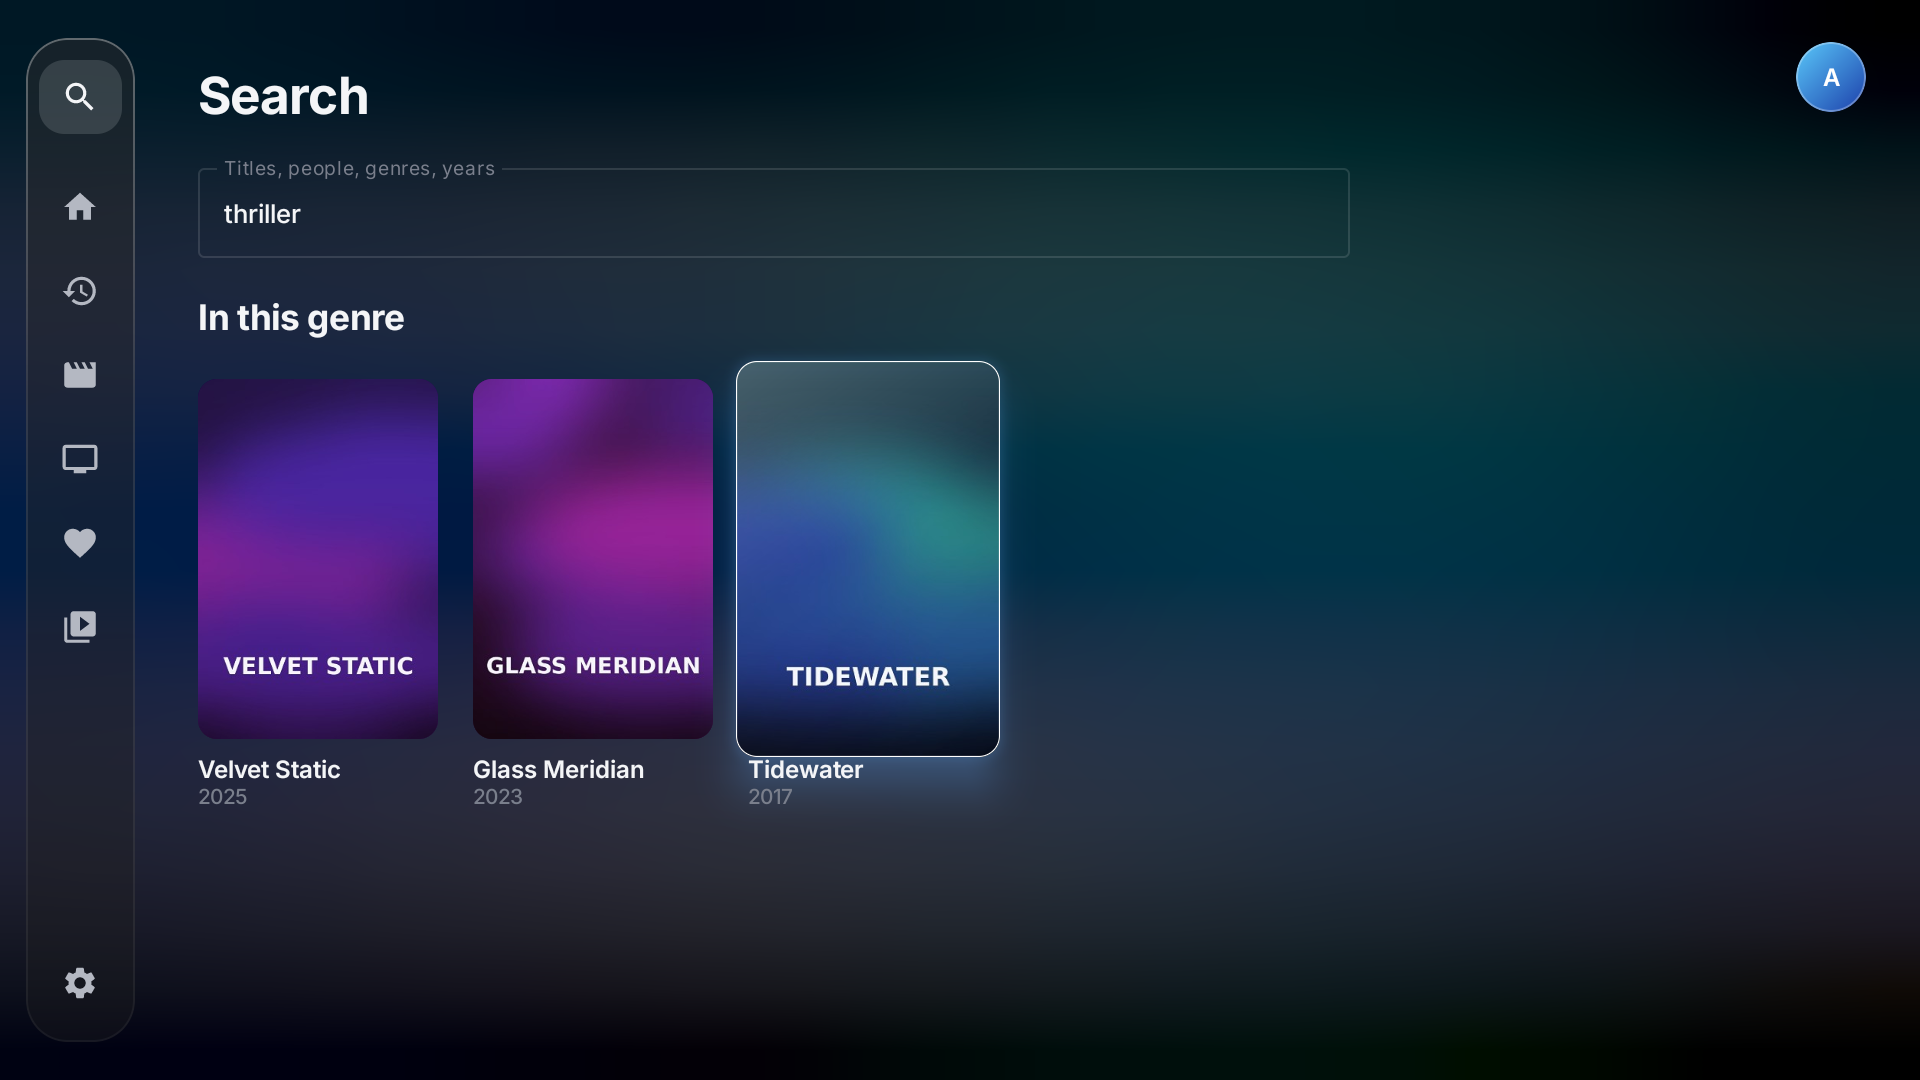 Search
A
Titles, people, genres, years
thriller
In this genre
VELVET STATIC
GLASS MERIDIAN
TIDEWATER
Velvet Static
2025
Glass Meridian
2023
Tidewater
2017